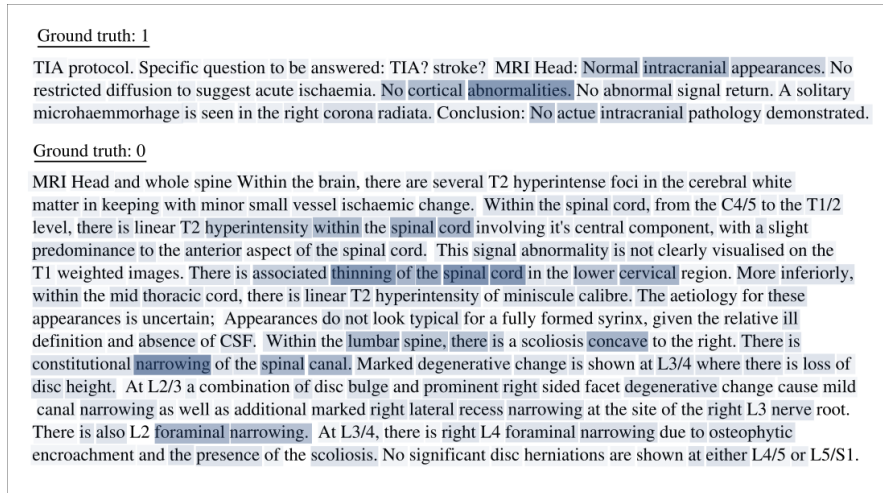 Ground truth: 1
TIA protocol. Specific question to be answered: TIA? stroke?  MRI Head: Normal intracranial appearances. No
restricted diffusion to suggest acute ischaemia. No cortical abnormalities. No abnormal signal return. A solitary
microhaemmorhage is seen in the right corona radiata. Conclusion: No actue intracranial pathology demonstrated.
Ground truth: 0
MRI Head and whole spine Within the brain, there are several T2 hyperintense foci in the cerebral white
matter in keeping with minor small vessel ischaemic change.  Within the spinal cord, from the C4/5 to the T1/2
level, there is linear T2 hyperintensity within the spinal cord involving it's central component, with a slight
predominance to the anterior aspect of the spinal cord.  This signal abnormality is not clearly visualised on the
T1 weighted images. There is associated thinning of the spinal cord in the lower cervical region. More inferiorly,
within the mid thoracic cord, there is linear T2 hyperintensity of miniscule calibre. The aetiology for these
appearances is uncertain;  Appearances do not look typical for a fully formed syrinx, given the relative ill
definition and absence of CSF.  Within the lumbar spine, there is a scoliosis concave to the right. There is
constitutional narrowing of the spinal canal. Marked degenerative change is shown at L3/4 where there is loss of
disc height.  At L2/3 a combination of disc bulge and prominent right sided facet degenerative change cause mild
canal narrowing as well as additional marked right lateral recess narrowing at the site of the right L3 nerve root.
There is also L2 foraminal narrowing.  At L3/4, there is right L4 foraminal narrowing due to osteophytic
encroachment and the presence of the scoliosis. No significant disc herniations are shown at either L4/5 or L5/S1.